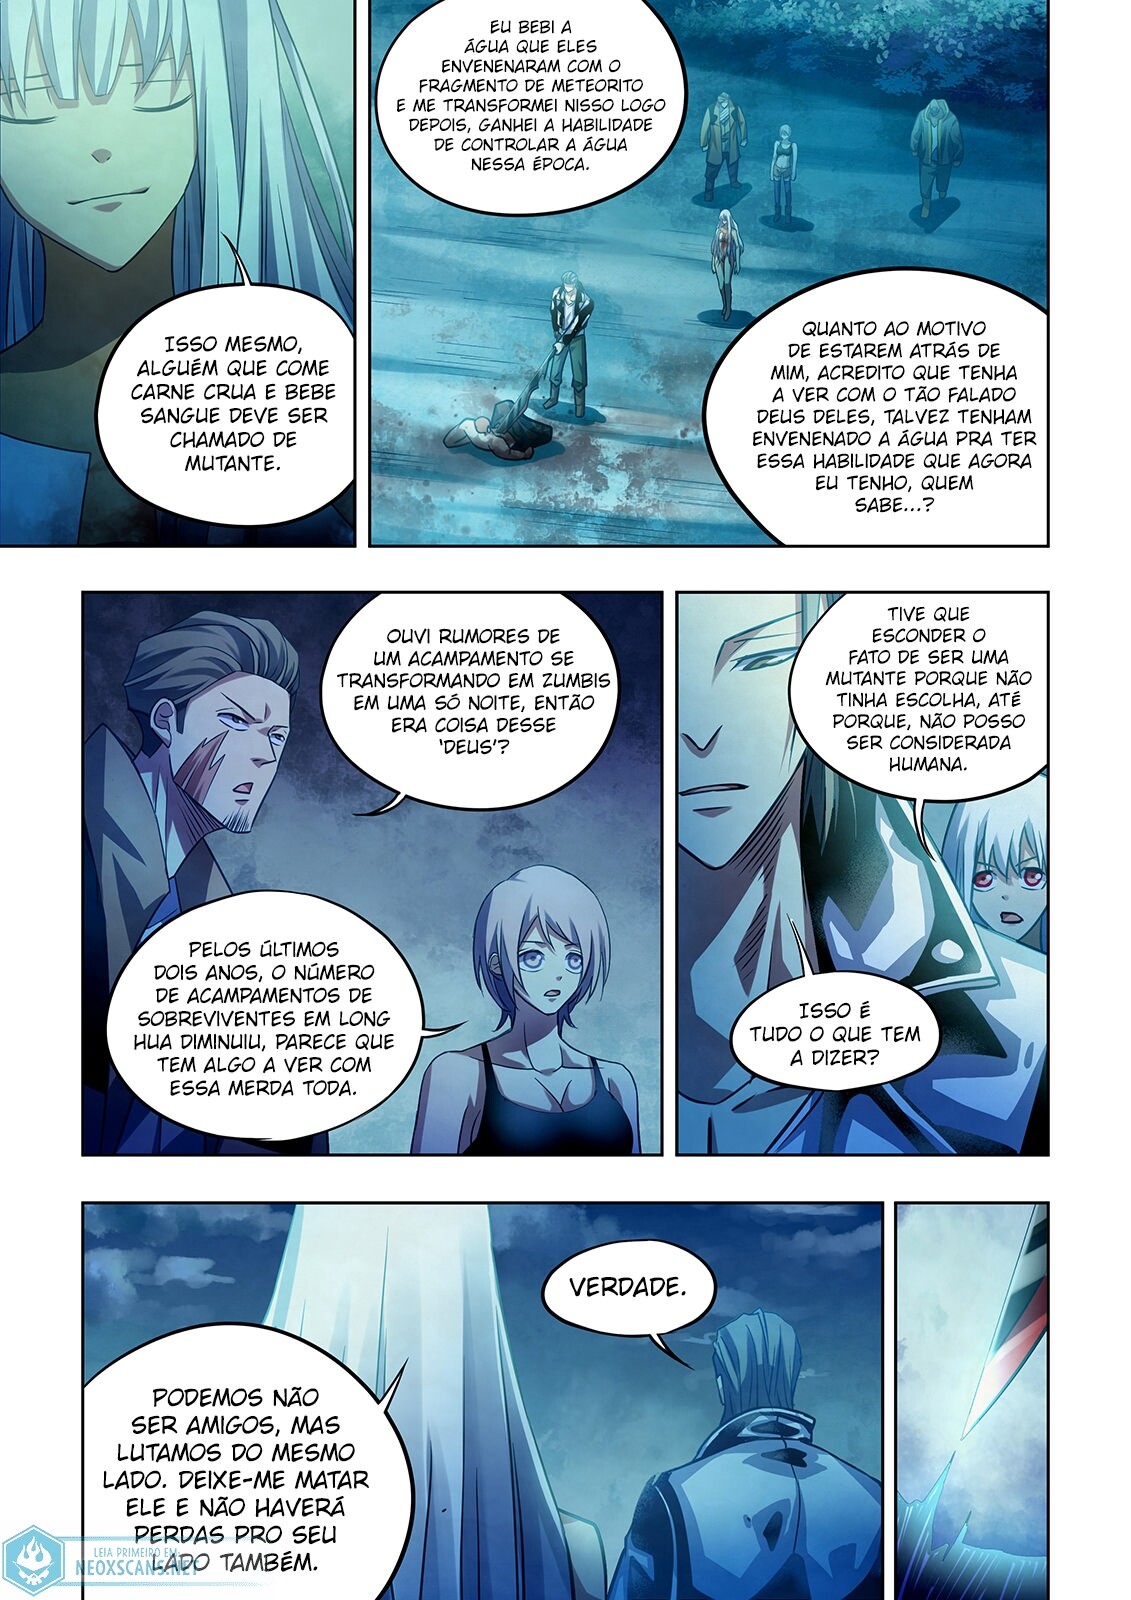 ISSO MESMO,
ALGUÉM QUE COME
CARNE CRUA E BEBE
SANGUE DEVE SER
CHAMADO DE
MUTANTE.
EU BEBI A
ÁGUA QUE ELES
ENVENENARAM COM O
FRAGMENTO DE METEORITO
E ME TRANSFORMEI NISSO LOGO
DEPOIS, GANHEI A HABILIDADE
DE CONTROLAR A ÁGUA
NESSA ÉPOCA.
QUANTO AO MOTIVO
DE ESTAREM ATRÁS DE
MIM, ACREDITO QUE TENHA
A VER COM O TÃO FALADO
DEUS DELES, TALVEZ TENHAM
ENVENENADO A ÁGUA PRA TER
ESSA HABILIDADE QUE AGORA
EU TENHO, QUEM
SABE...?
OUVI RUMORES DE
UM ACAMPAMENTO SE
TRANSFORMANDO EM ZUMBIS
EM UMA SÓ NOITE, ENTÃO
ERA COISA DESSE
'DEUS'?
PELOS ÚLTIMOS
DOIS ANOS, O NÚMERO
DE ACAMPAMENTOS DE
SOBREVIVENTES EM LONG
HUA DIMINUIU, PARECE QUE
TEM ALGO A VER COM
ESSA MERDA TODA.
TIVE QUE
ESCONDER O
FATO DE SER UMA
MUTANTE PORQUE NÃO
TINHA ESCOLHA, ATÉ
PORQUE, NÃO POSSO
SER CONSIDERADA
HUMANA.
ISSO É
TUDO O QUE TEM
A DIZER?
VERDADE.
PODEMOS NÃO
SER AMIGOS, MAS
LUTAMOS DO MESMO
LADO. DEIXE-ME MATAR
ELE E NÃO HAVERÁ
PERDAS PRO SEU
LADO TAMBÉM.
LEIA PRIMEIRO EM:
NEOXSCANS.NET